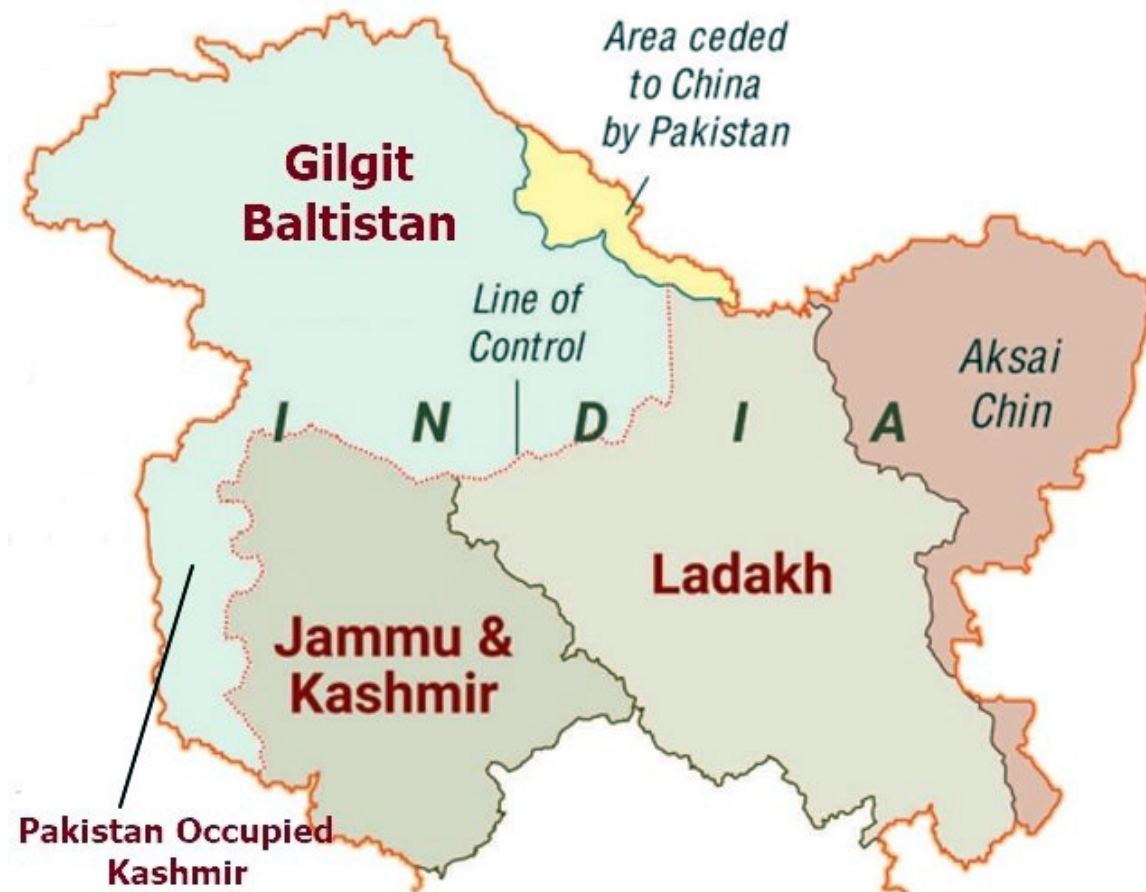 Area ceded
to China
by Pakistan
Gilgit
Baltistan
Line of
Control
Aksai
Chin
I N D I A
Ladakh
Jammu &
Kashmir
Pakistan Occupied
Kashmir